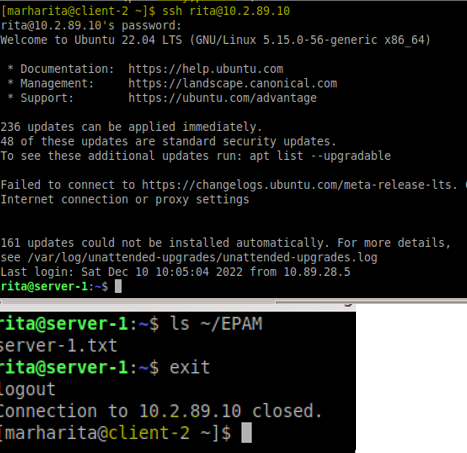 [marharita@client-2 ~]$ ssh rita@10.2.89.10
rita@10.2.89.10's password:
Welcome to Ubuntu 22.04 LTS (GNU/Linux 5.15.0-56-generic x86_64)
* Documentation:  https://help.ubuntu.com
* Management:     https://landscape.canonical.com
* Support:        https://ubuntu.com/advantage
236 updates can be applied immediately.
48 of these updates are standard security updates.
To see these additional updates run: apt list --upgradable
Failed to connect to https://changelogs.ubuntu.com/meta-release-lts.
Internet connection or proxy settings
161 updates could not be installed automatically. For more details,
see /var/log/unattended-upgrades/unattended-upgrades.log
Last login: Sat Dec 10 10:05:04 2022 from 10.89.28.5
rita@server-1:~$
rita@server-1:~$ ls ~/EPAM
server-1.txt
rita@server-1:~$ exit
logout
Connection to 10.2.89.10 closed.
[marharita@client-2 ~]$